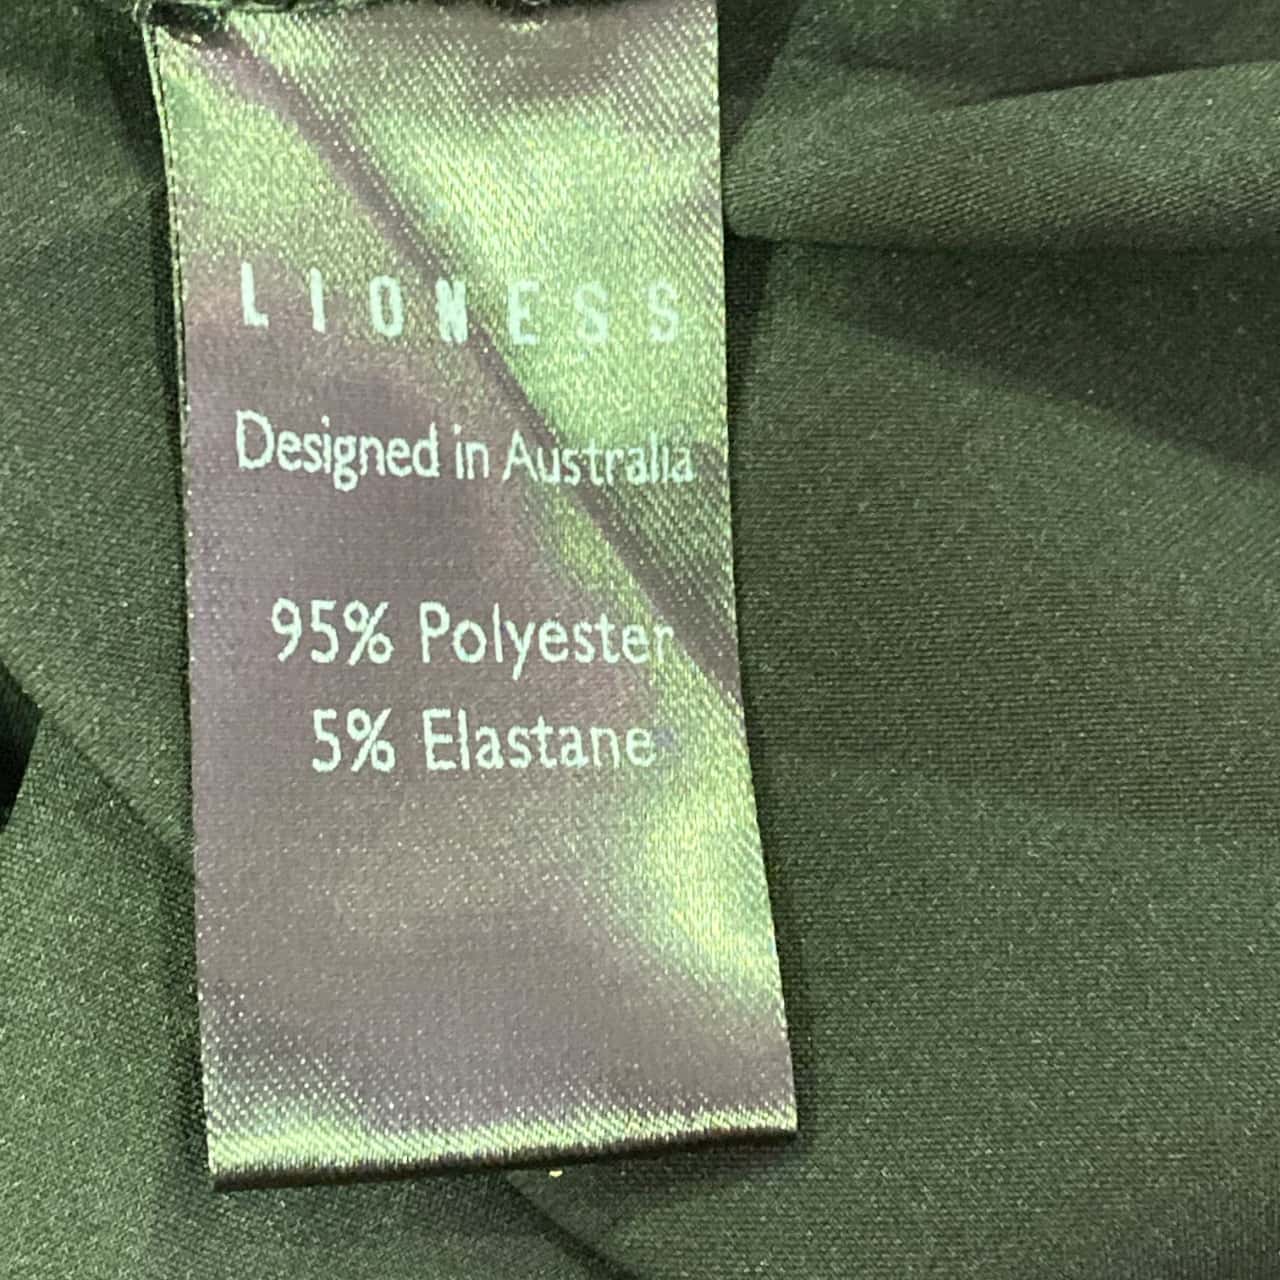 LIONESS
Designed in Australia
95% Polyester
5% Elastane